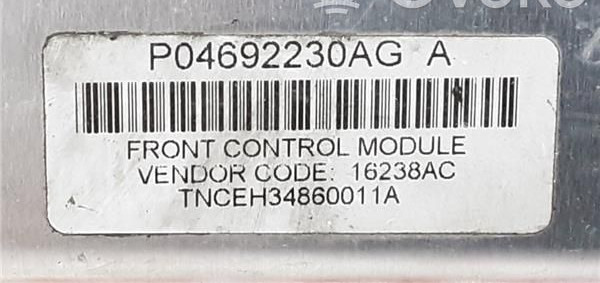 P04692230AG A
FRONT CONTROL MODULE
VENDOR CODE: 16238AC
TNCEH34860011A